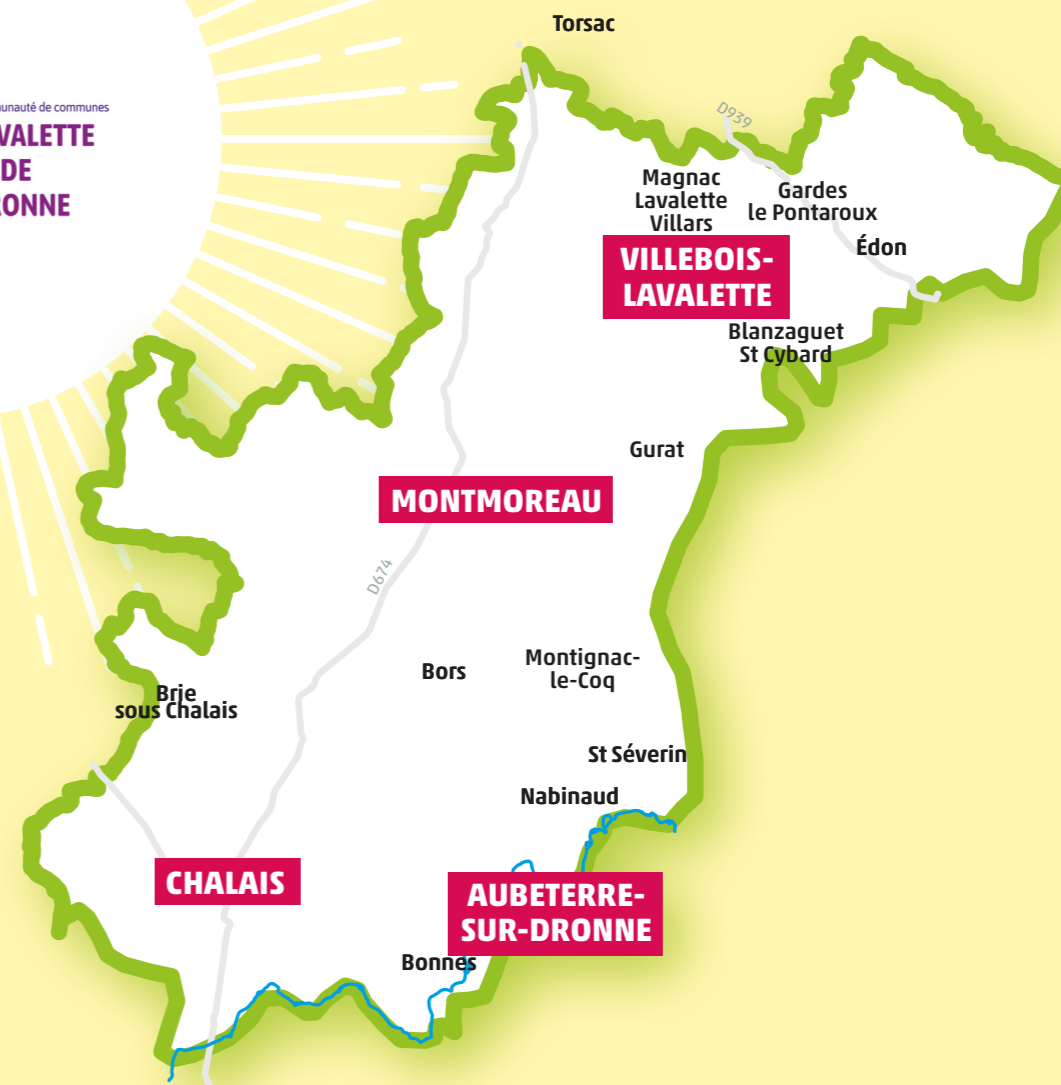 Torsac
unauté de communes
VALETTE
DE
RONNE
D939
Magnac
Lavalette
Villars
Gardes
le Pontaroux
Édon
VILLEBOIS-
LAVALETTE
Blanzaguet
St Cybard
Gurat
MONTMOREAU
D674
Bors
Montignac-
le-Coq
Brie
sous Chalais
St Séverin
Nabinaud
CHALAIS
AUBETERRE-
SUR-DRONNE
Bonnes